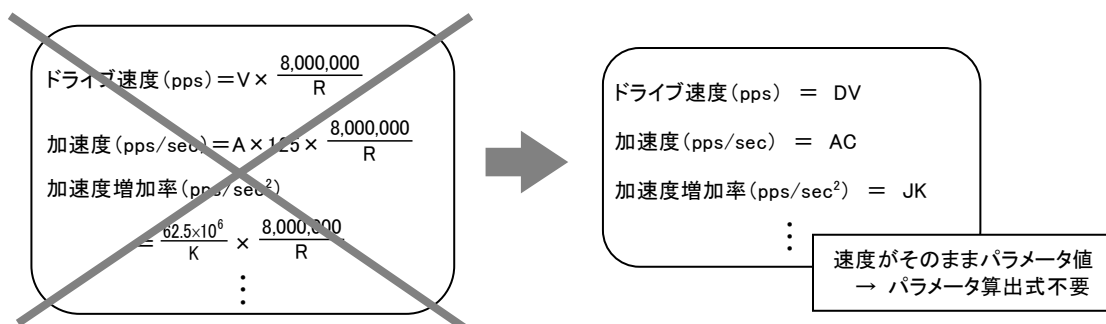 ドライブ速度(pps)=V× 8,000,000
R
加速度(pps/sec)=A×125× 8,000,000
R
加速度増加率(pps/sec²)
= 62.5×10⁶ × 8,000,000
K R
⋮
ドライブ速度(pps) = DV
加速度(pps/sec) = AC
加速度増加率(pps/sec²) = JK
⋮
速度がそのままパラメータ値
→ パラメータ算出式不要